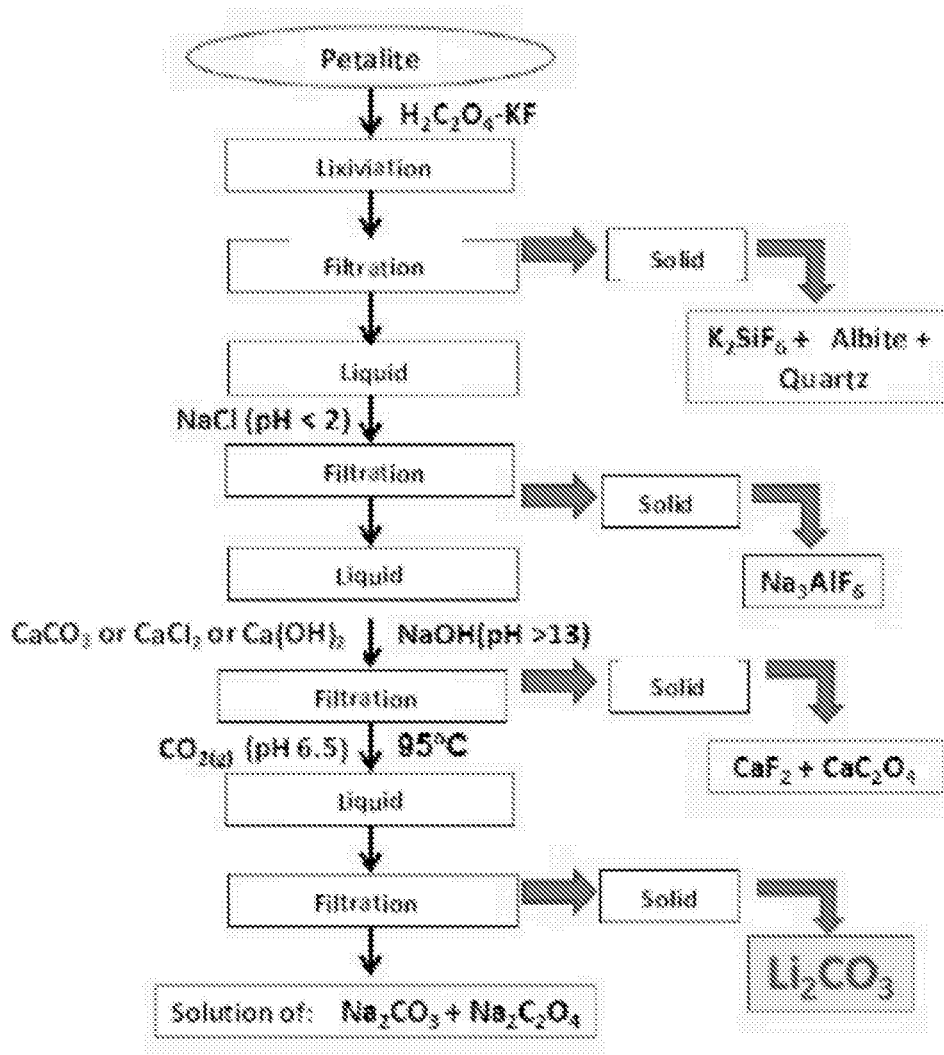 Petalite
H₂C₂O₄-KF
Lixiviation
Filtration
Solid
K₂SiF₆ + Albite +
Quartz
Liquid
NaCl (pH < 2)
Filtration
Solid
Na₃AlF₆
Liquid
CaCO₃ or CaCl₂ or Ca(OH)₂
NaOH(pH >13)
Filtration
Solid
CaF₂ + CaC₂O₄
CO₂₍g₎ (pH 6.5)
95°C
Liquid
Filtration
Solid
Li₂CO₃
Solution of: Na₂CO₃ + Na₂C₂O₄